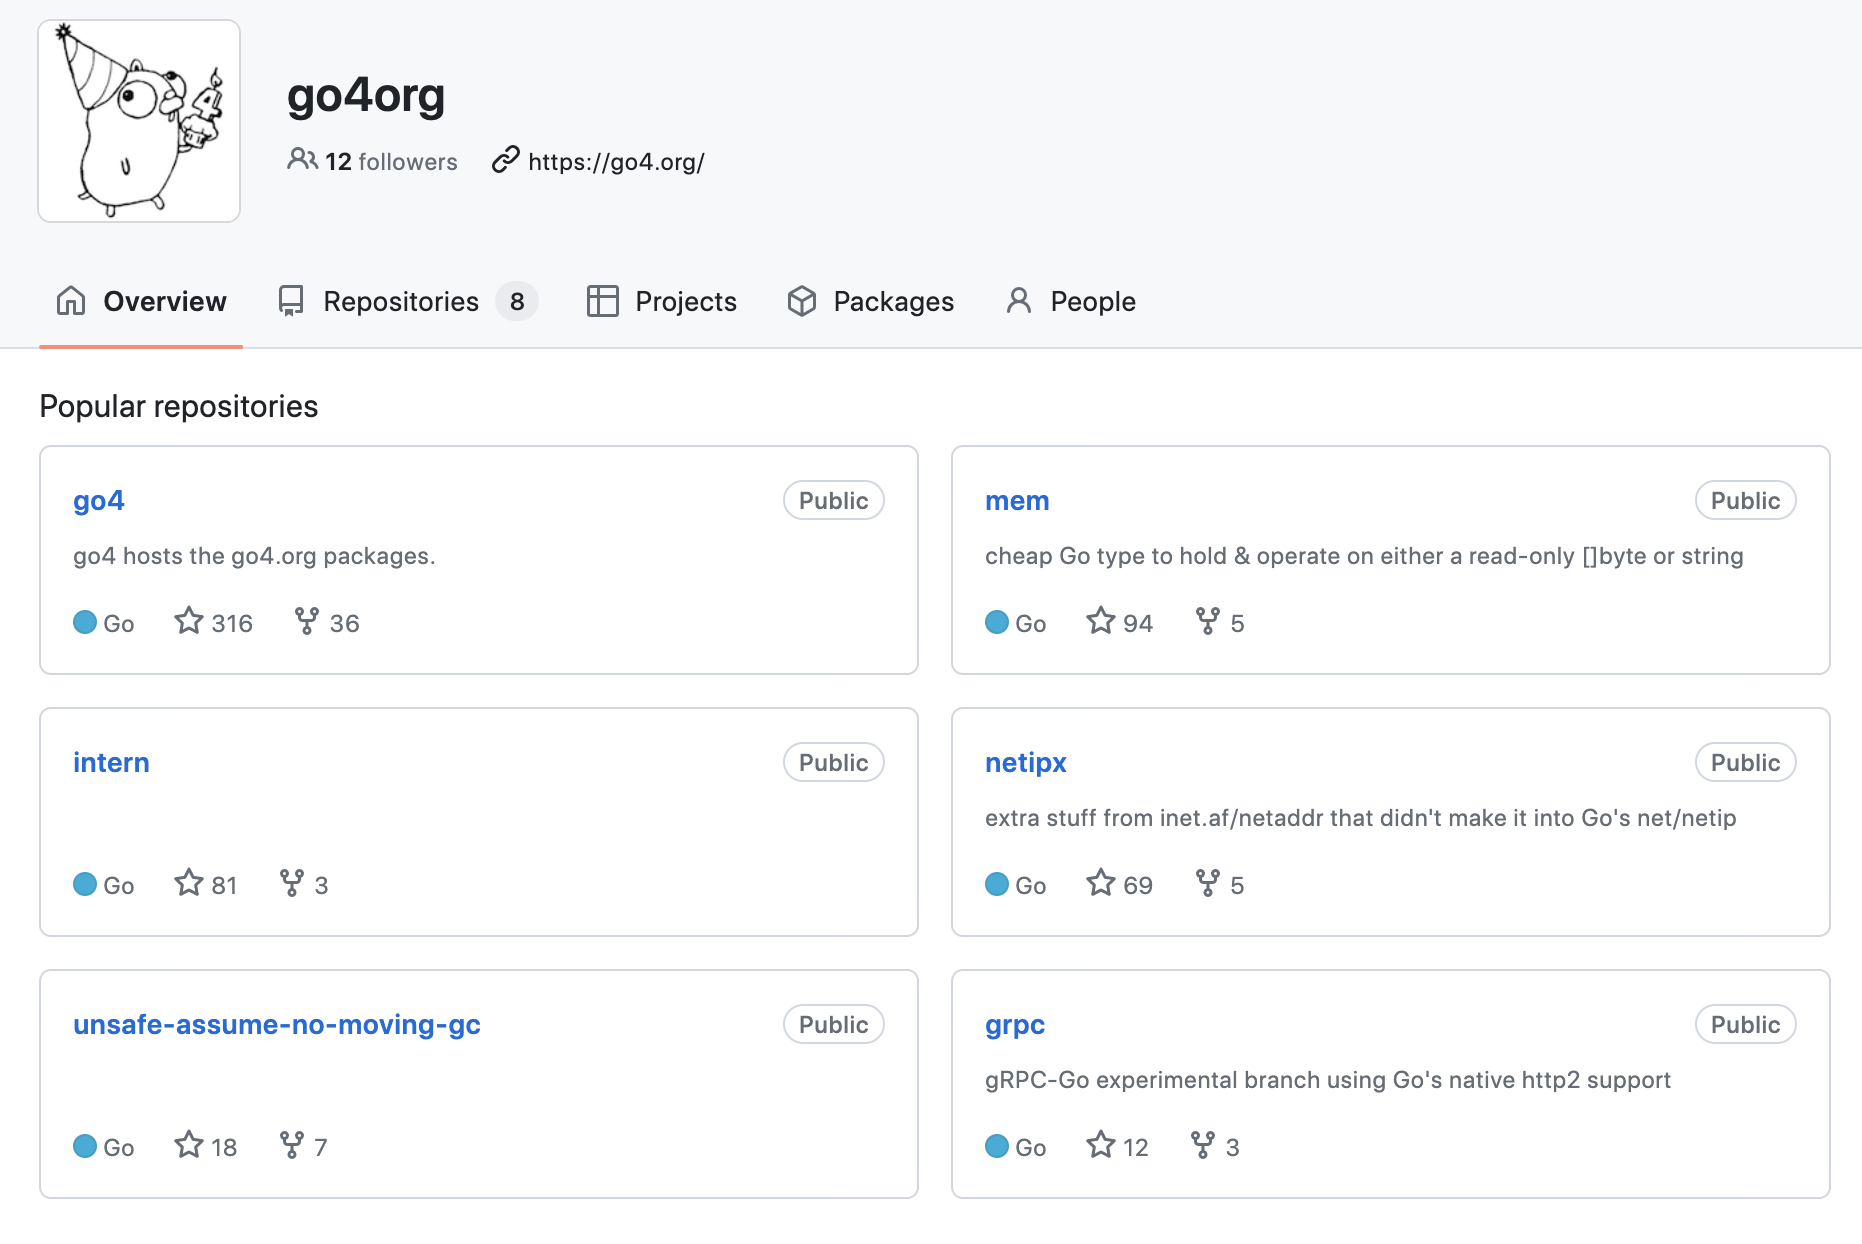 go4org
12 followers https://go4.org/
Overview Repositories 8 Projects Packages People
Popular repositories
go4 Public
go4 hosts the go4.org packages.
Go 316 36
mem Public
cheap Go type to hold & operate on either a read-only []byte or string
Go 94 5
intern Public
Go 81 3
netipx Public
extra stuff from inet.af/netaddr that didn't make it into Go's net/netip
Go 69 5
unsafe-assume-no-moving-gc Public
Go 18 7
grpc Public
gRPC-Go experimental branch using Go's native http2 support
Go 12 3